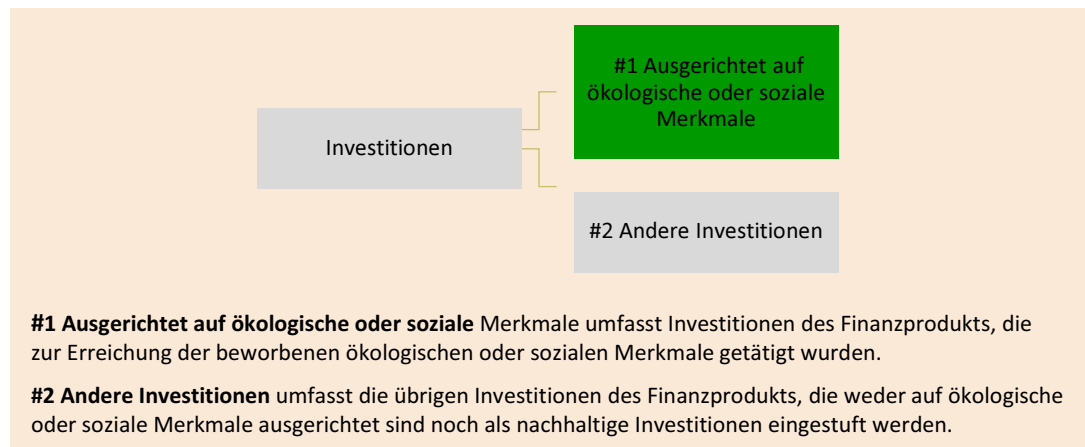 #1 Ausgerichtet auf
ökologische oder soziale
Merkmale
Investitionen
#2 Andere Investitionen
#1 Ausgerichtet auf ökologische oder soziale Merkmale umfasst Investitionen des Finanzprodukts, die
zur Erreichung der beworbenen ökologischen oder sozialen Merkmale getätigt wurden.
#2 Andere Investitionen umfasst die übrigen Investitionen des Finanzprodukts, die weder auf ökologische
oder soziale Merkmale ausgerichtet sind noch als nachhaltige Investitionen eingestuft werden.